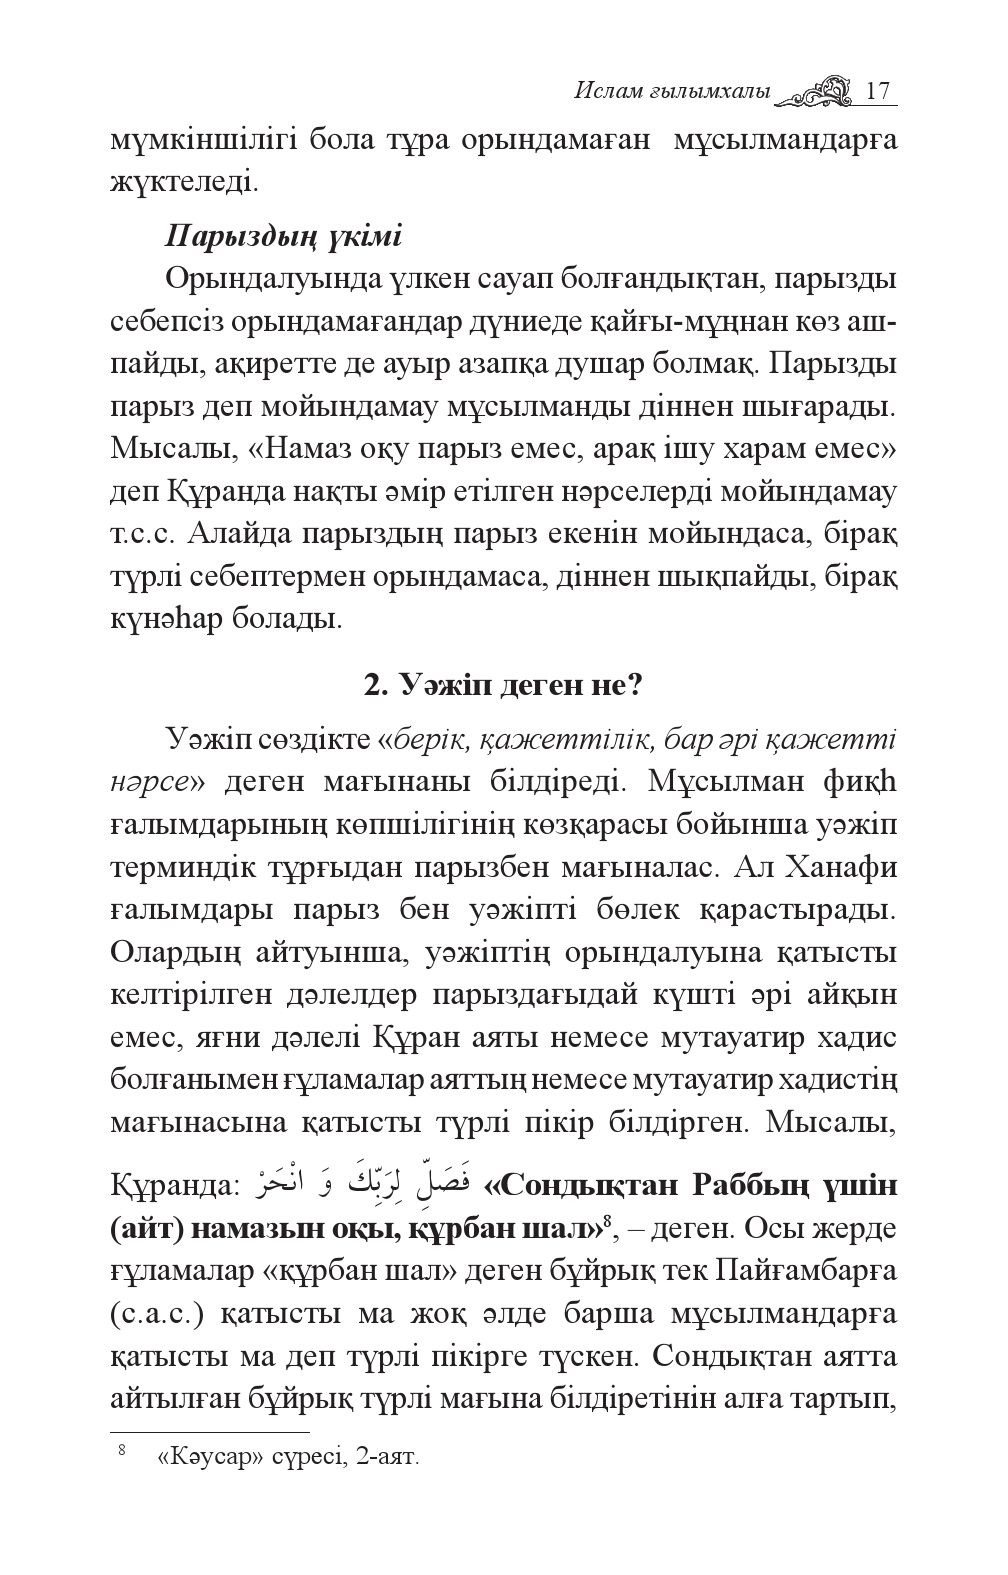 Ислам ғылымхалы 17
мүмкіншілігі бола тұра орындамаған мұсылмандарға
жүктеледі.
Парыздың үкімі
Орындалуында үлкен сауап болғандықтан, парызды
себепсіз орындамағандар дүниеде қайғы-мұңнан көз аш-
пайды, ақиретте де ауыр азапқа душар болмақ. Парызды
парыз деп мойындамау мұсылманды діннен шығарады.
Мысалы, «Намаз оқу парыз емес, арақ ішу харам емес»
деп Құранда нақты әмір етілген нәрселерді мойындамау
т.с.с. Алайда парыздың парыз екенін мойындаса, бірақ
түрлі себептермен орындамаса, діннен шықпайды, бірақ
күнәһар болады.
2. Уәжіп деген не?
Уәжіп сөздікте «берік, қажеттілік, бар әрі қажетті
нәрсе» деген мағынаны білдіреді. Мұсылман фиқһ
ғалымдарының көпшілігінің көзқарасы бойынша уәжіп
терминдік тұрғыдан парызбен мағыналас. Ал Ханафи
ғалымдары парыз бен уәжіпті бөлек қарастырады.
Олардың айтуынша, уәжіптің орындалуына қатысты
келтірілген дәлелдер парыздағыдай күшті әрі айқын
емес, яғни дәлелі Құран аяты немесе мутауатир хадис
болғанымен ғұламалар аяттың немесе мутауатир хадистің
мағынасына қатысты түрлі пікір білдірген. Мысалы,
Құранда: فَصَلِّ لِرَبِّكَ وَ انْحَرْ «Сондықтан Раббың үшін
(айт) намазын оқы, құрбан шал»⁸, – деген. Осы жерде
ғұламалар «құрбан шал» деген бұйрық тек Пайғамбарға
(с.а.с.) қатысты ма жоқ әлде барша мұсылмандарға
қатысты ма деп түрлі пікірге түскен. Сондықтан аятта
айтылған бұйрық түрлі мағына білдіретінін алға тартып,
⁸ «Кәусар» сүресі, 2-аят.